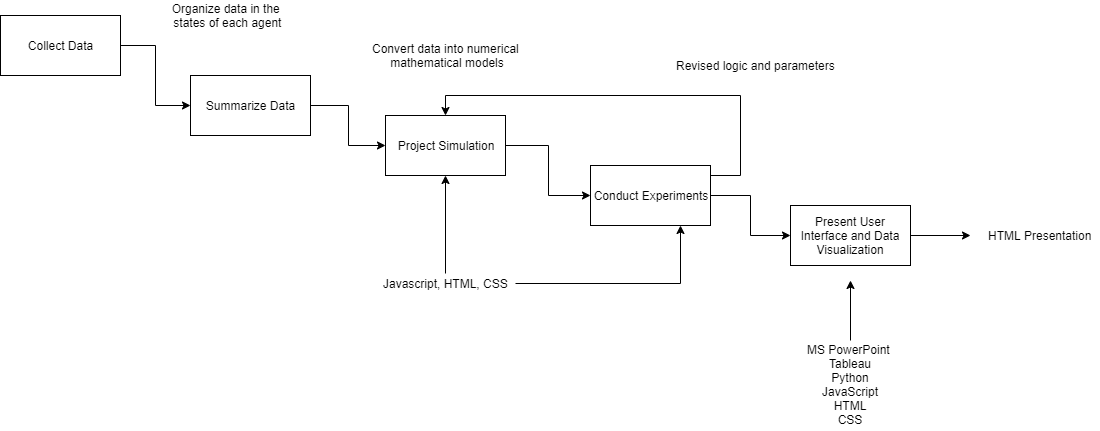 Organize data in the
states of each agent
Collect Data
Convert data into numerical
mathematical models
Revised logic and parameters
Summarize Data
Project Simulation
Conduct Experiments
Present User
Interface and Data
Visualization
HTML Presentation
Javascript, HTML, CSS
MS PowerPoint
Tableau
Python
JavaScript
HTML
CSS